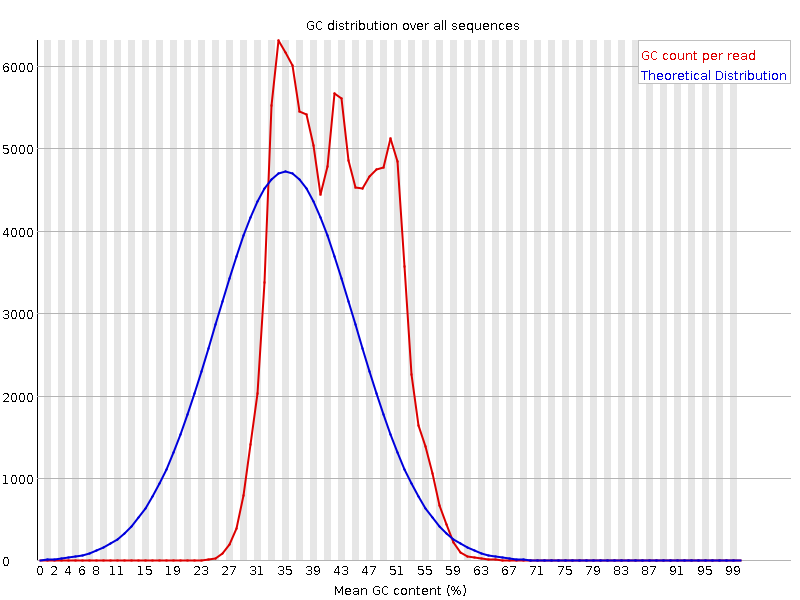 GC distribution over all sequences
GC count per read
Theoretical Distribution
6000
5000
4000
3000
2000
1000
0
0 2 4 6 8 11 15 19 23 27 31 35 39 43 47 51 55 59 63 67 71 75 79 83 87 91 95 99
Mean GC content (%)